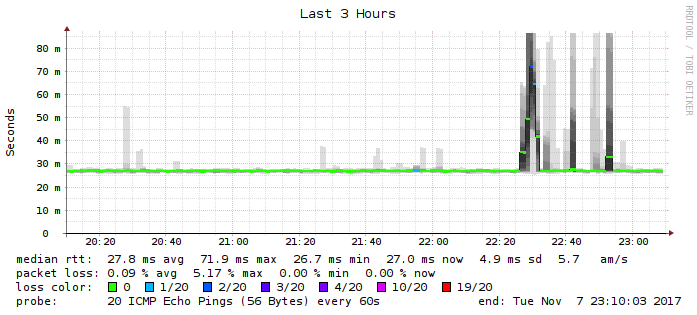 Last 3 Hours
RRDTOOL / TOBI OETIKER
Seconds
80 m
70 m
60 m
50 m
40 m
30 m
20 m
10 m
0
20:20 20:40 21:00 21:20 21:40 22:00 22:20 22:40 23:00
median rtt: 27.8 ms avg 71.9 ms max 26.7 ms min 27.0 ms now 4.9 ms sd 5.7 am/s
packet loss: 0.09 % avg 5.17 % max 0.00 % min 0.00 % now
loss color: 0 1/20 2/20 3/20 4/20 10/20 19/20
probe: 20 ICMP Echo Pings (56 Bytes) every 60s end: Tue Nov 7 23:10:03 2017